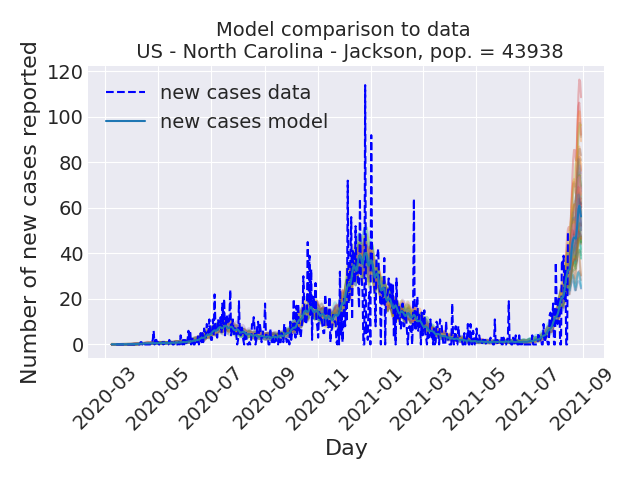 Model comparison to data
US - North Carolina - Jackson, pop. = 43938
Number of new cases reported
120
100
80
60
40
20
0
new cases data
new cases model
2020-03
2020-05
2020-07
2020-09
2020-11
2021-01
2021-03
2021-05
2021-07
2021-09
Day